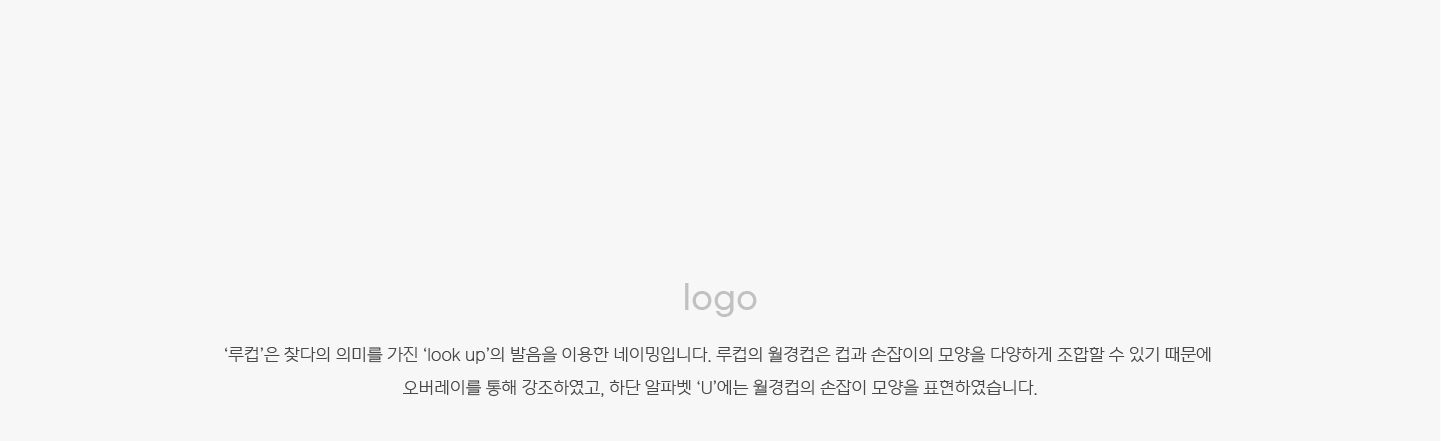 logo
‘루컵’은 찾다의 의미를 가진 ‘look up’의 발음을 이용한 네이밍입니다. 루컵의 월경컵은 컵과 손잡이의 모양을 다양하게 조합할 수 있기 때문에
오버레이를 통해 강조하였고, 하단 알파벳 ‘U’에는 월경컵의 손잡이 모양을 표현하였습니다.